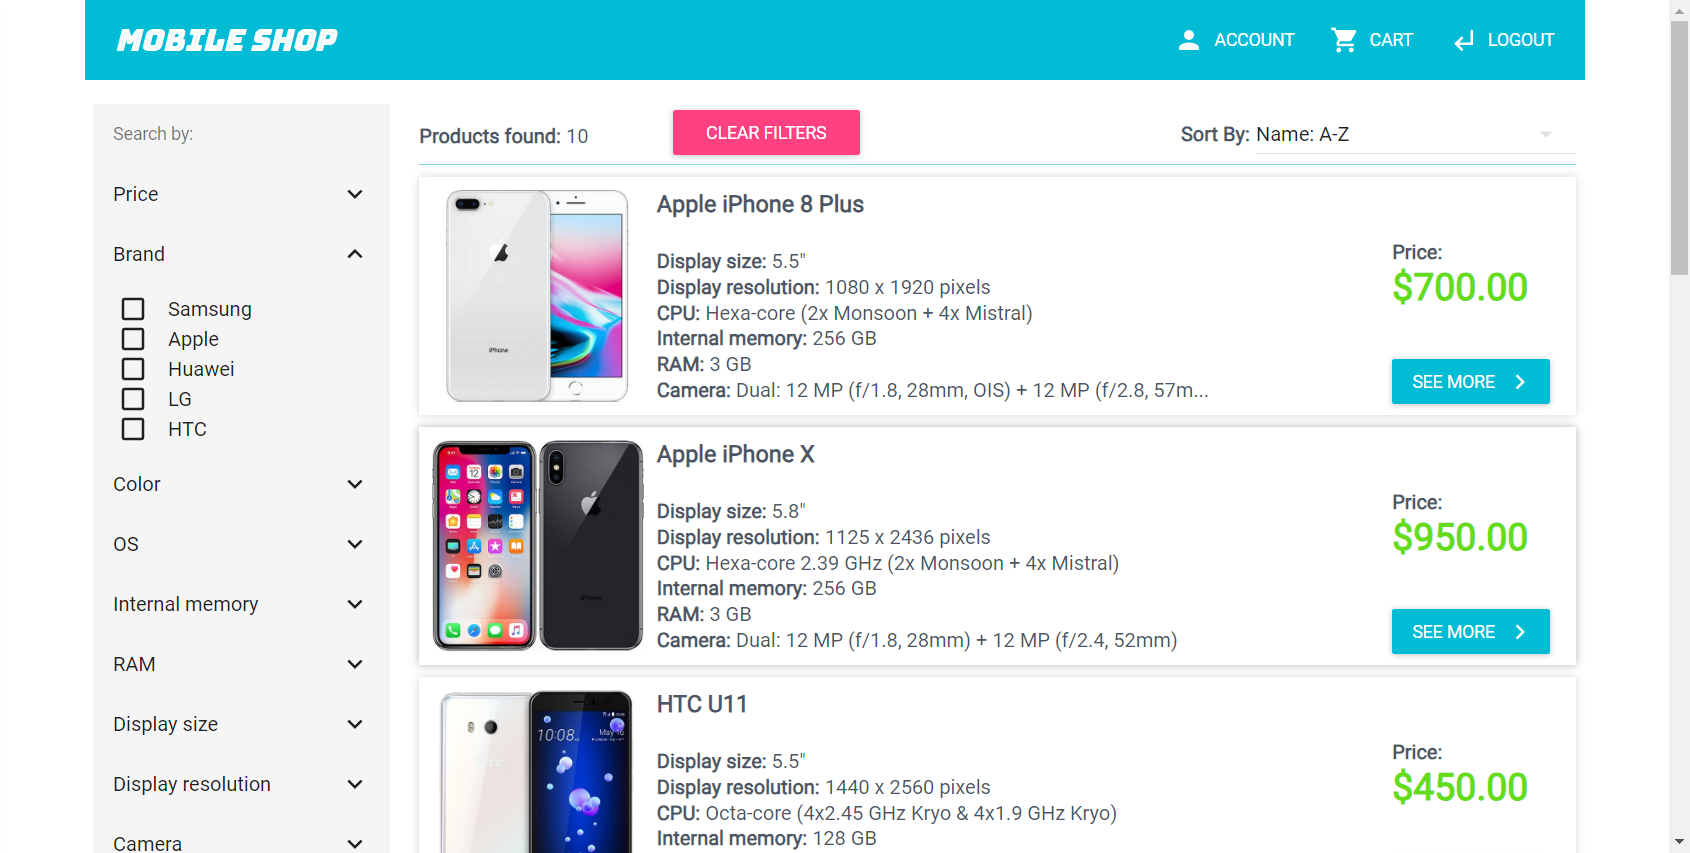 MOBILE SHOP
ACCOUNT
CART
LOGOUT
Search by:
Price
Brand
Samsung
Apple
Huawei
LG
HTC
Color
OS
Internal memory
RAM
Display size
Display resolution
Camera
Products found: 10
CLEAR FILTERS
Sort By: Name: A-Z
Apple iPhone 8 Plus
Display size: 5.5"
Display resolution: 1080 x 1920 pixels
CPU: Hexa-core (2x Monsoon + 4x Mistral)
Internal memory: 256 GB
RAM: 3 GB
Camera: Dual: 12 MP (f/1.8, 28mm, OIS) + 12 MP (f/2.8, 57m...
Price:
$700.00
SEE MORE
iPhone
Apple iPhone X
Display size: 5.8"
Display resolution: 1125 x 2436 pixels
CPU: Hexa-core 2.39 GHz (2x Monsoon + 4x Mistral)
Internal memory: 256 GB
RAM: 3 GB
Camera: Dual: 12 MP (f/1.8, 28mm) + 12 MP (f/2.4, 52mm)
Price:
$950.00
SEE MORE
12
iPhone
HTC U11
Display size: 5.5"
Display resolution: 1440 x 2560 pixels
CPU: Octa-core (4x2.45 GHz Kryo & 4x1.9 GHz Kryo)
Internal memory: 128 GB
Price:
$450.00
10:08
May 16